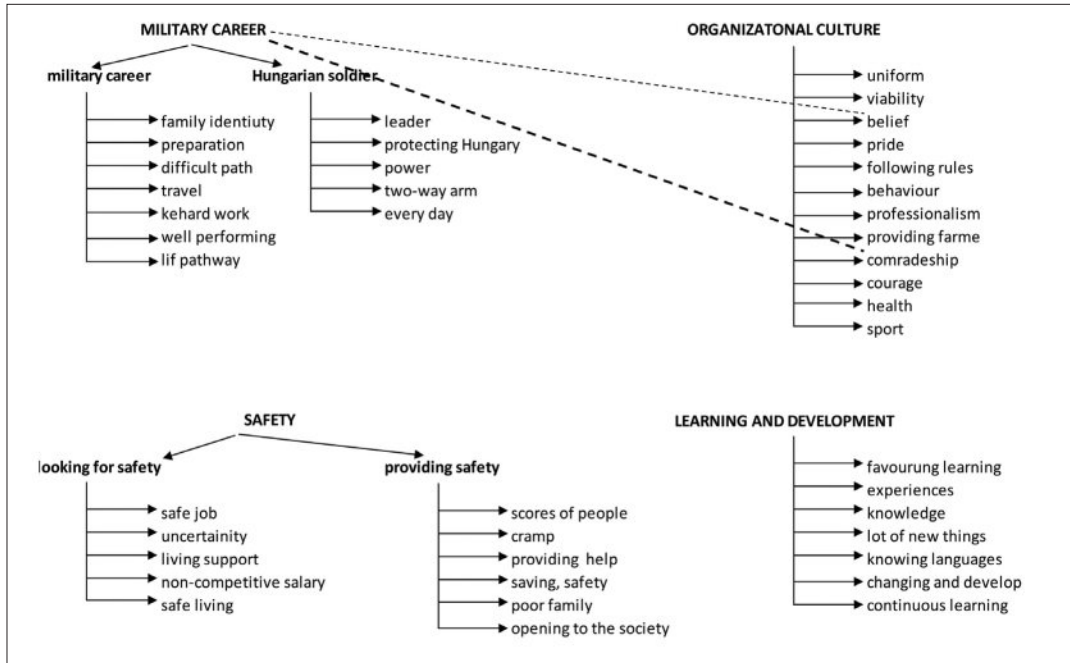 MILITARY CAREER
military career
family identiuty
preparation
difficult path
travel
kehard work
well performing
lif pathway
Hungarian soldier
leader
protecting Hungary
power
two-way arm
every day
ORGANIZATONAL CULTURE
uniform
viability
belief
pride
following rules
behaviour
professionalism
providing farme
comradeship
courage
health
sport
SAFETY
looking for safety
safe job
uncertainity
living support
non-competitive salary
safe living
providing safety
scores of people
cramp
providing help
saving, safety
poor family
opening to the society
LEARNING AND DEVELOPMENT
favourung learning
experiences
knowledge
lot of new things
knowing languages
changing and develop
continuous learning